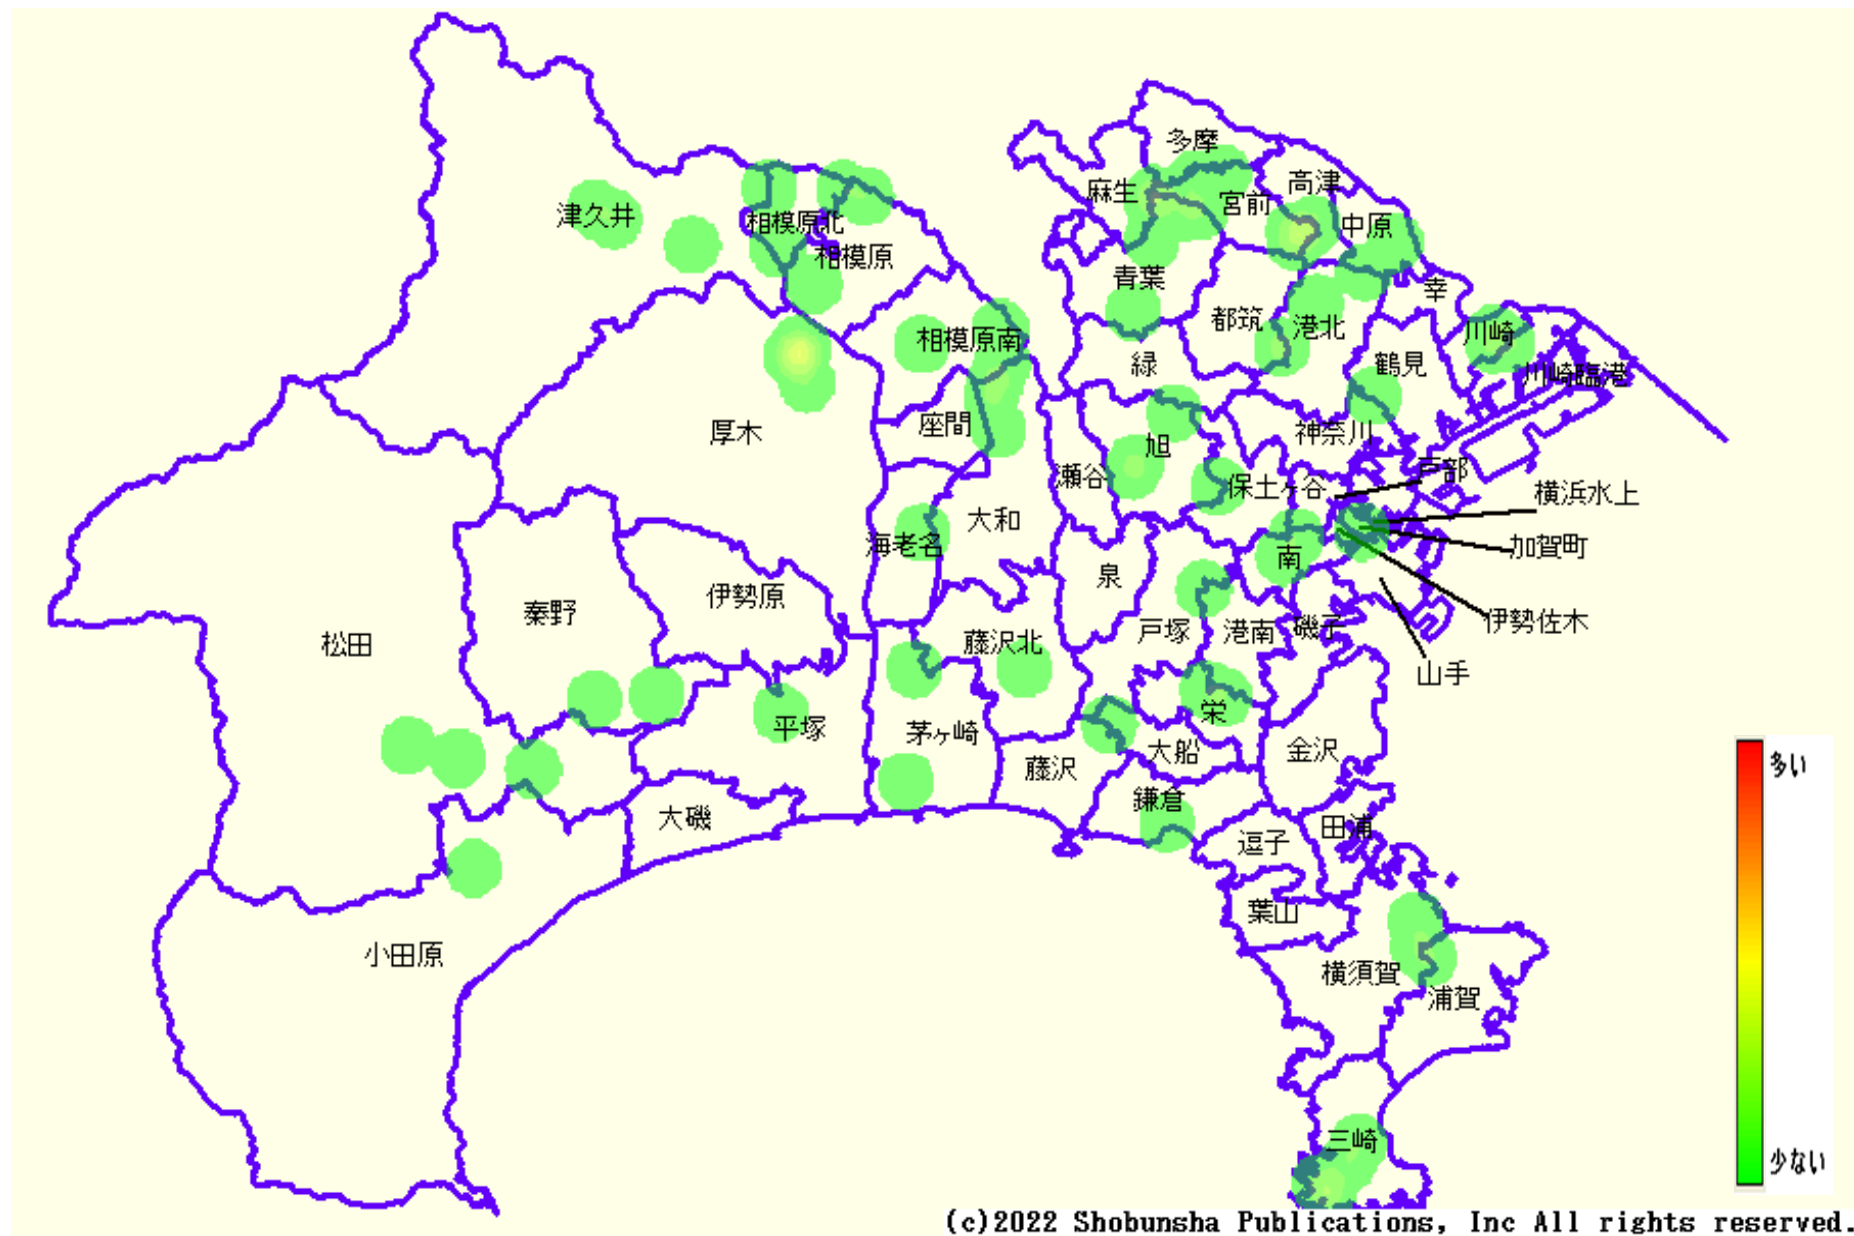 多摩
麻生
高津
宮前
中原
津久井
相模原北
相模原
青葉
幸
都筑
港北
川崎
相模原南
緑
鶴見
川崎臨港
厚木
座間
旭
神奈川
瀬谷
保土ヶ谷
戸部
横浜水上
大和
海老名
加賀町
南
泉
伊勢原
秦野
伊勢佐木
松田
藤沢北
戸塚
港南
磯子
山手
平塚
茅ヶ崎
栄
大船
金沢
藤沢
多い
鎌倉
大磯
田浦
逗子
葉山
小田原
横須賀
浦賀
三崎
少ない
(c)2022 Shobunsha Publications, Inc All rights reserved.